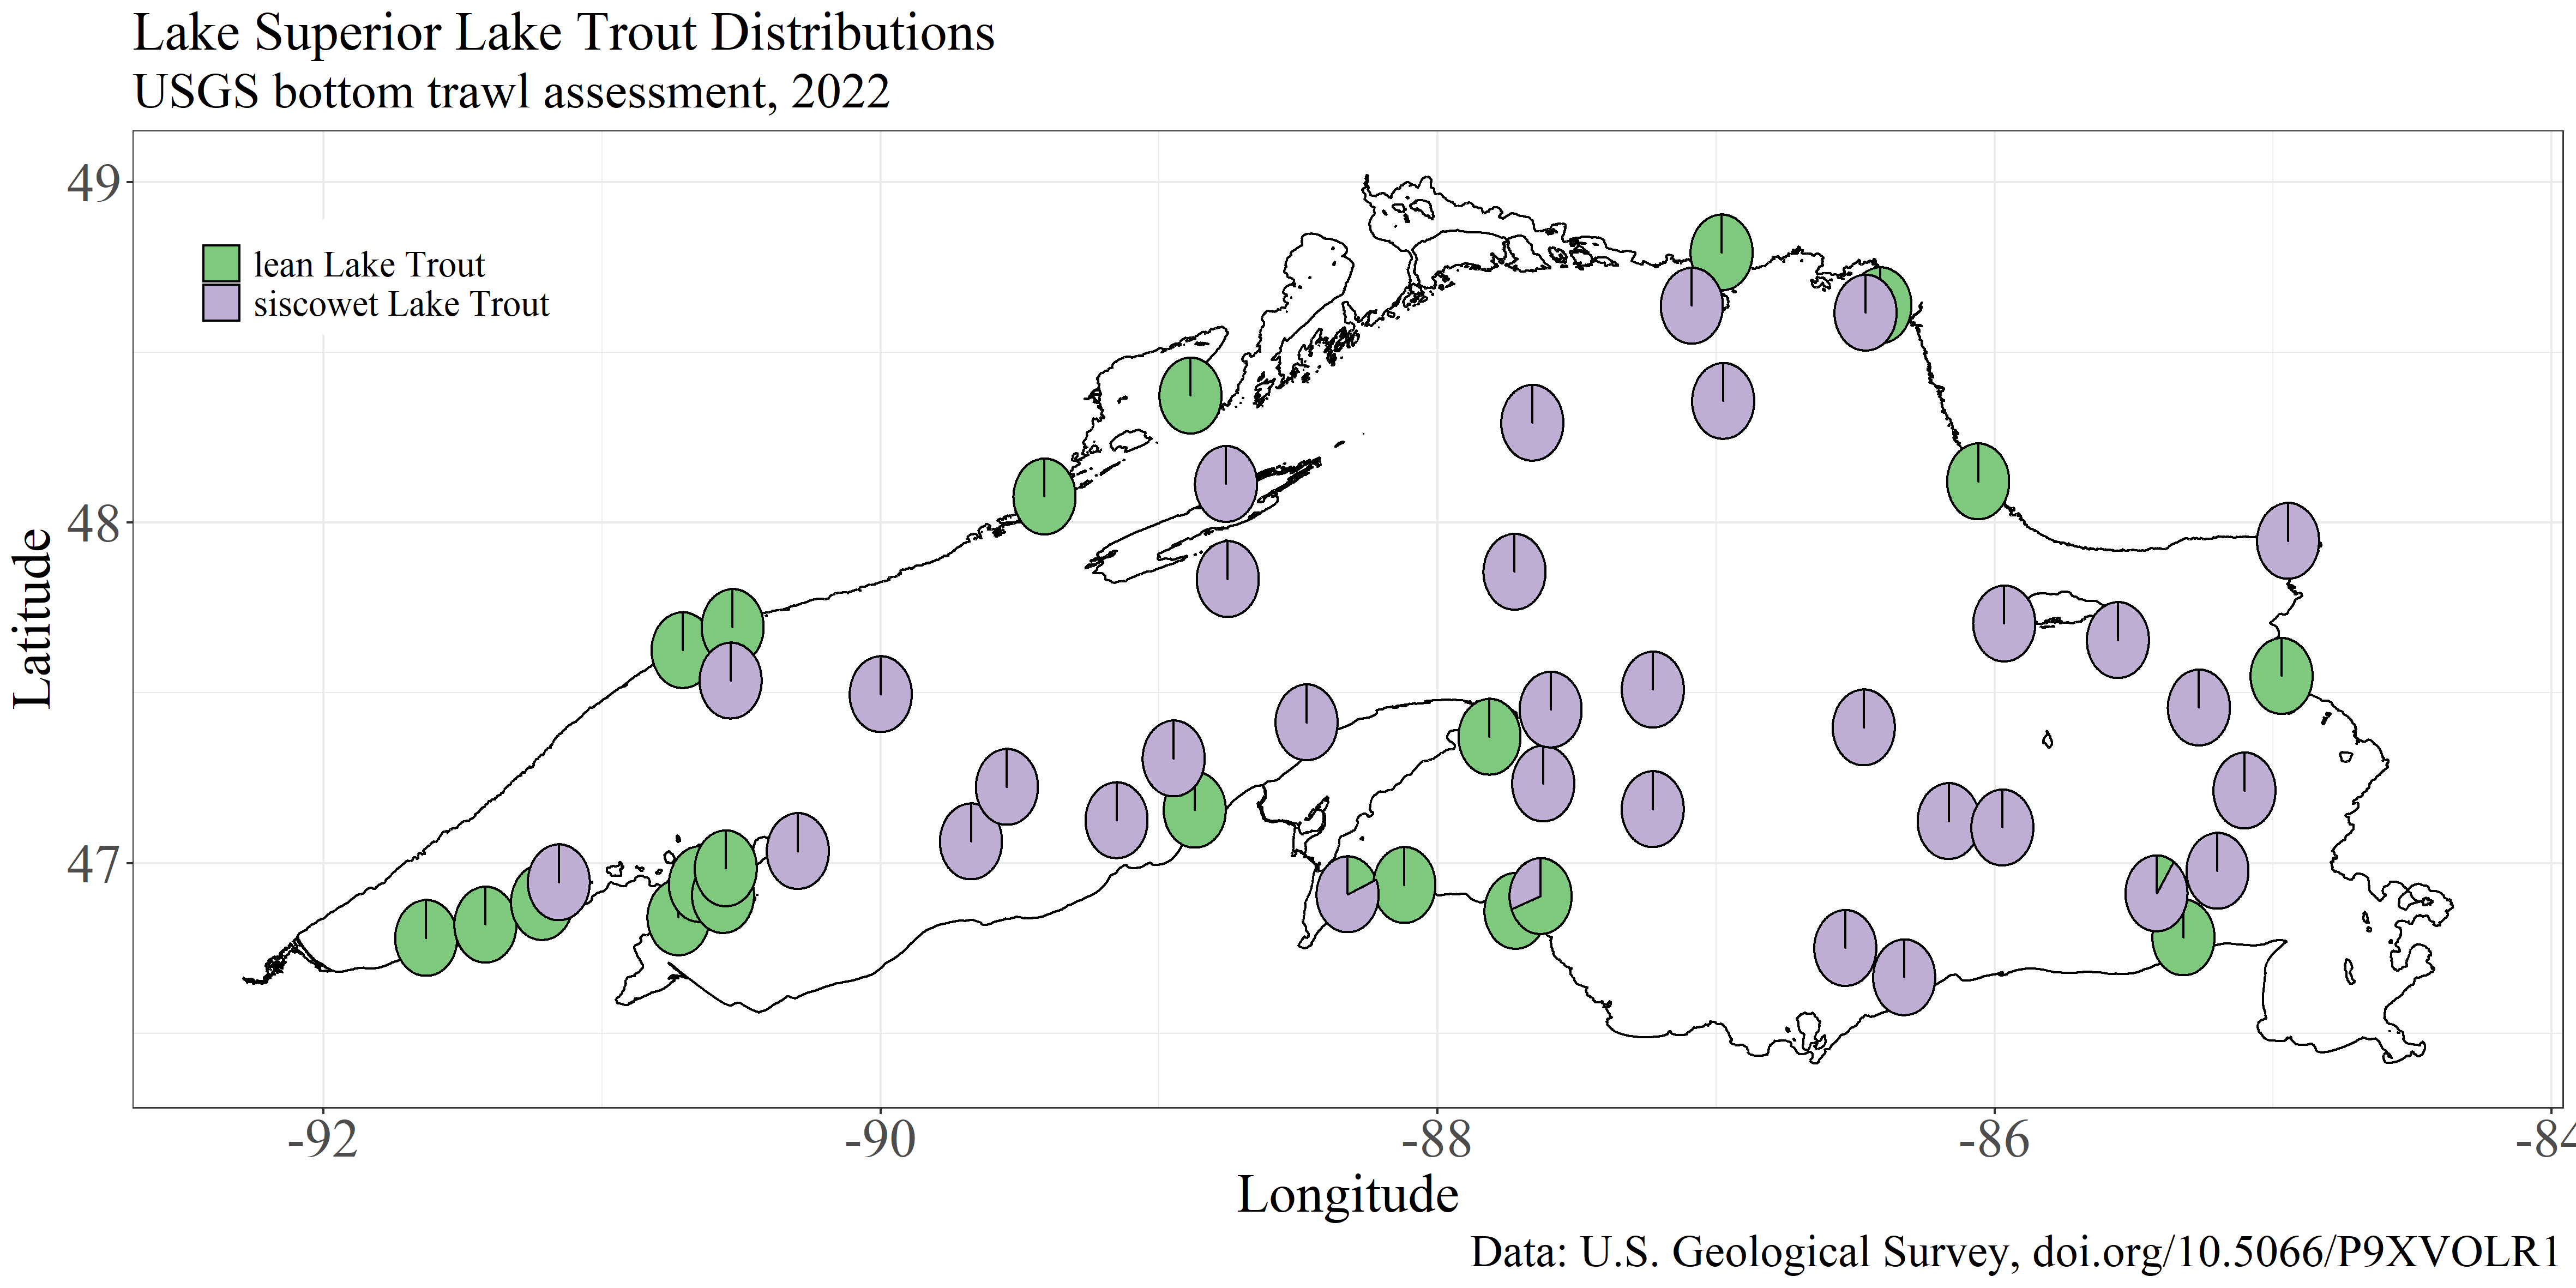 Lake Superior Lake Trout Distributions
USGS bottom trawl assessment, 2022
49
lean Lake Trout
siscowet Lake Trout
48
Latitude
47
-92 -90 -88 -86 -84
Longitude
Data: U.S. Geological Survey, doi.org/10.5066/P9XVOLR1